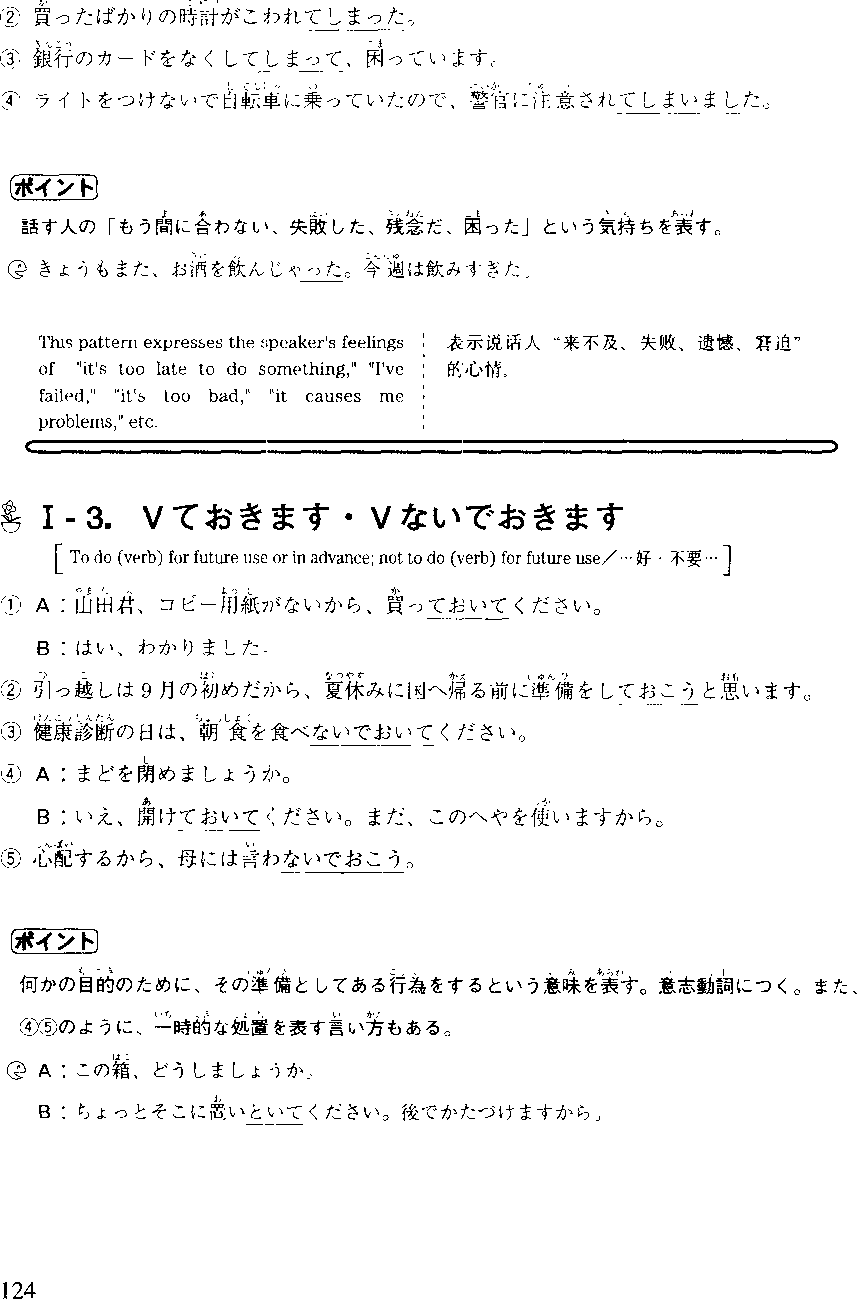 ② 買ったばかりの時計がこわれてしまった。
③ 銀行のカードをなくしてしまって、困っています。
④ ライトをつけないで自転車に乗っていたので、警官に注意されてしまいました。
ポイント
話す人の「もう間に合わない、失敗した、残念だ、困った」という気持ちを表す。
きょうもまた、お酒を飲んじゃった。今週は飲みすぎた。
This pattern expresses the speaker's feelings
of "it's too late to do something," "I've
failed," "it's too bad," "it causes me
problems," etc.
表示说话人“来不及、失败、遗憾、窘迫”
的心情。
I-3. Vておきます・Vないでおきます
[To do (verb) for future use or in advance; not to do (verb) for future use/…好・不要…]
① A：山田君、コピー用紙がないから、買っておいてください。
B：はい、わかりました。
② 引っ越しは9月の初めだから、夏休みに国へ帰る前に準備をしておこうと思います。
③ 健康診断の日は、朝食を食べないでおいてください。
④ A：まどを閉めましょうか。
B：いえ、開けておいてください。まだ、このへやを使いますから。
⑤ 心配するから、母には言わないでおこう。
ポイント
何かの目的のために、その準備としてある行為をするという意味を表す。意志動詞につく。また、
④⑤のように、一時的な処置を表す言い方もある。
A：この箱、どうしましょうか。
B：ちょっとそこに置いといてください。後でかたづけますから。
124